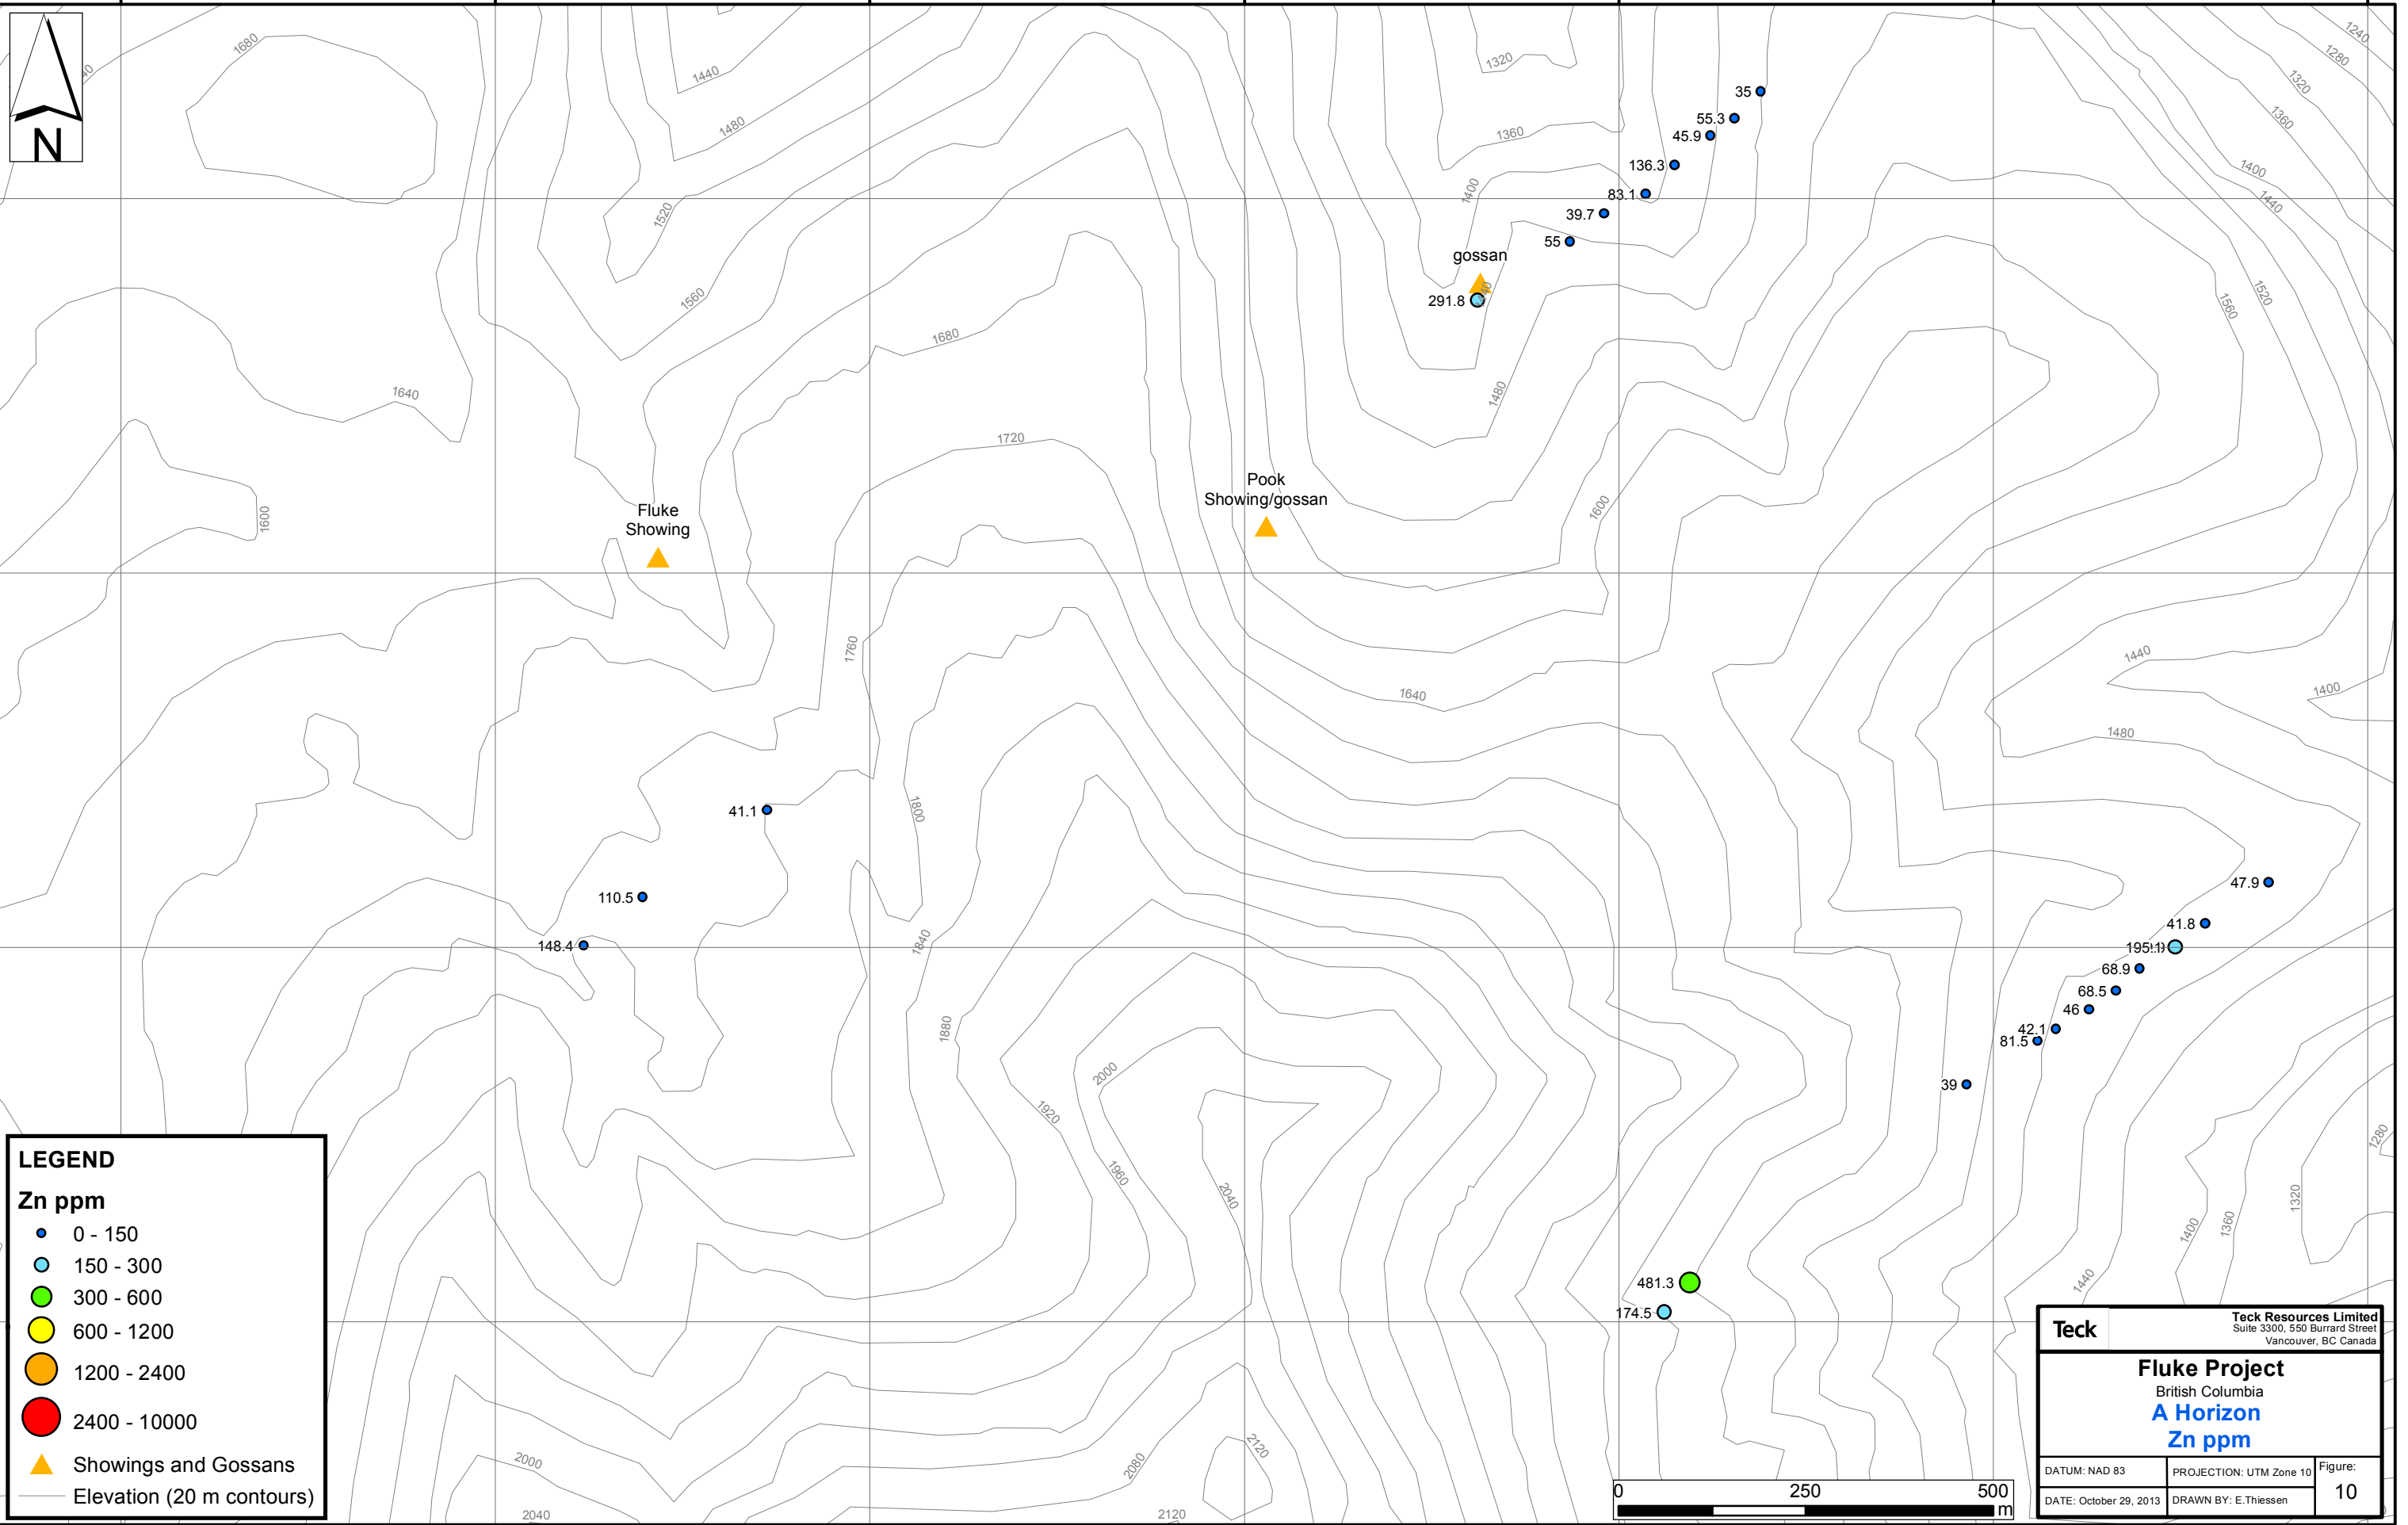 1680
1440
1320
1240
1280
1320
1360
1400
1440
N
1480
1360
35
55.3
45.9
136.3
83.1
39.7
55
1400
1520
gossan
291.8
1560
1520
1560
1680
1640
1480
1720
Pook
Showing/gossan
Fluke
Showing
1600
1600
1760
1640
1440
1400
1480
41.1
1800
110.5
47.9
148.4
1840
41.8
68.9
68.5
46
42.1
81.5
1880
39
2000
1920
1960
2040
1280
1320
1360
1400
1440
481.3
174.5
LEGEND
Zn ppm
0 - 150
150 - 300
300 - 600
600 - 1200
1200 - 2400
2400 - 10000
Showings and Gossans
Elevation (20 m contours)
2000
2040
2080
2120
2120
0 250 500
m
Teck
Teck Resources Limited
Suite 3300, 550 Burrard Street
Vancouver, BC Canada
Fluke Project
British Columbia
A Horizon
Zn ppm
DATUM: NAD 83
PROJECTION: UTM Zone 10
Figure:
10
DATE: October 29, 2013
DRAWN BY: E.Thiessen